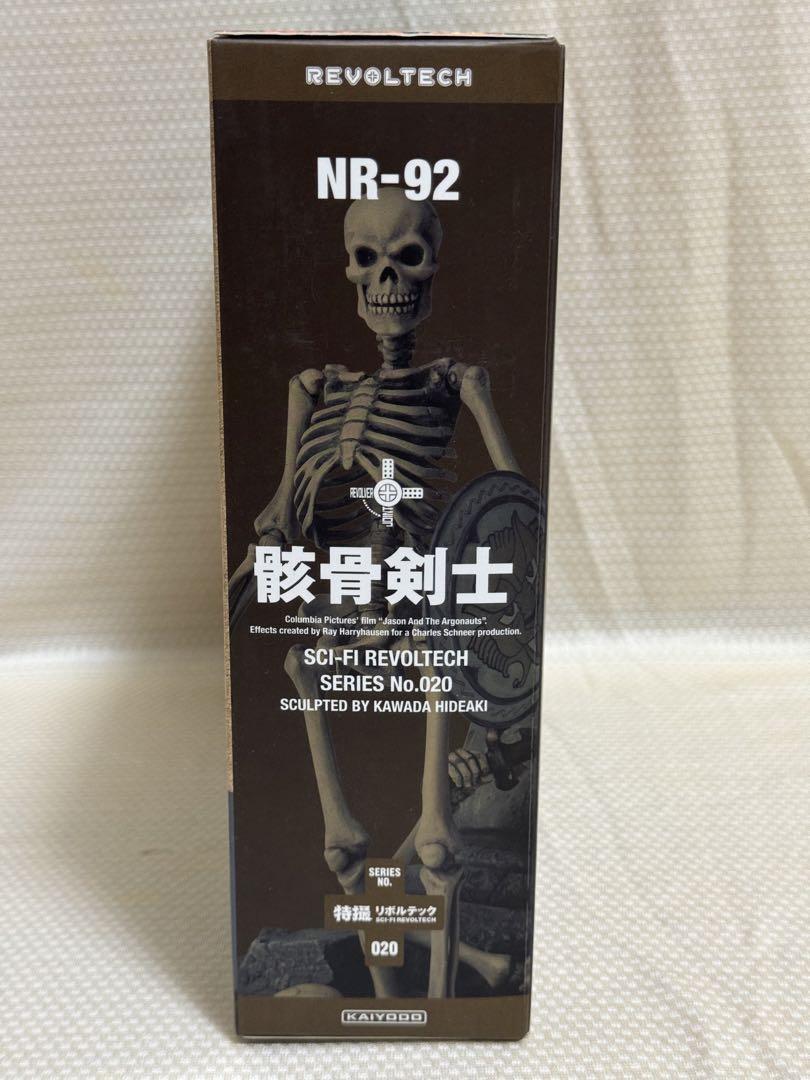 REVOLTECH
NR-92
REVOLVER
JOINT
骸骨剣士
Columbia Pictures' film "Jason And The Argonauts".
Effects created by Ray Harryhausen for a Charles Schneer production.
SCI-FI REVOLTECH
SERIES No.020
SCULPTED BY KAWADA HIDEAKI
SERIES
NO.
特撮 リボルテック
SCI-FI REVOLTECH
020
KAIYODO